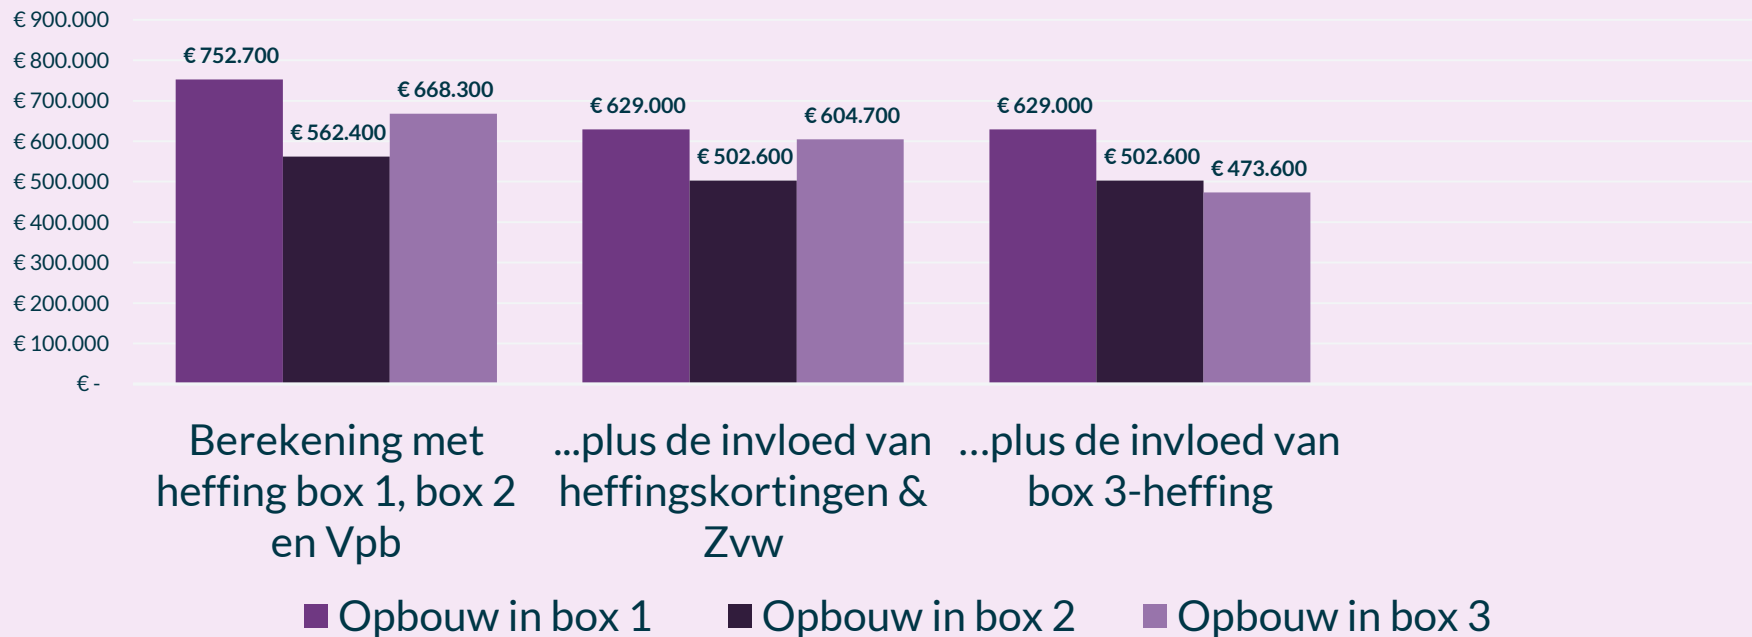 € 900.000
€ 800.000
€ 700.000
€ 600.000
€ 500.000
€ 400.000
€ 300.000
€ 200.000
€ 100.000
€ -
€ 752.700
€ 562.400
€ 668.300
€ 629.000
€ 502.600
€ 604.700
€ 629.000
€ 502.600
€ 473.600
Berekening met
heffing box 1, box 2
en Vpb
...plus de invloed van
heffingskortingen &
Zvw
...plus de invloed van
box 3-heffing
Opbouw in box 1
Opbouw in box 2
Opbouw in box 3